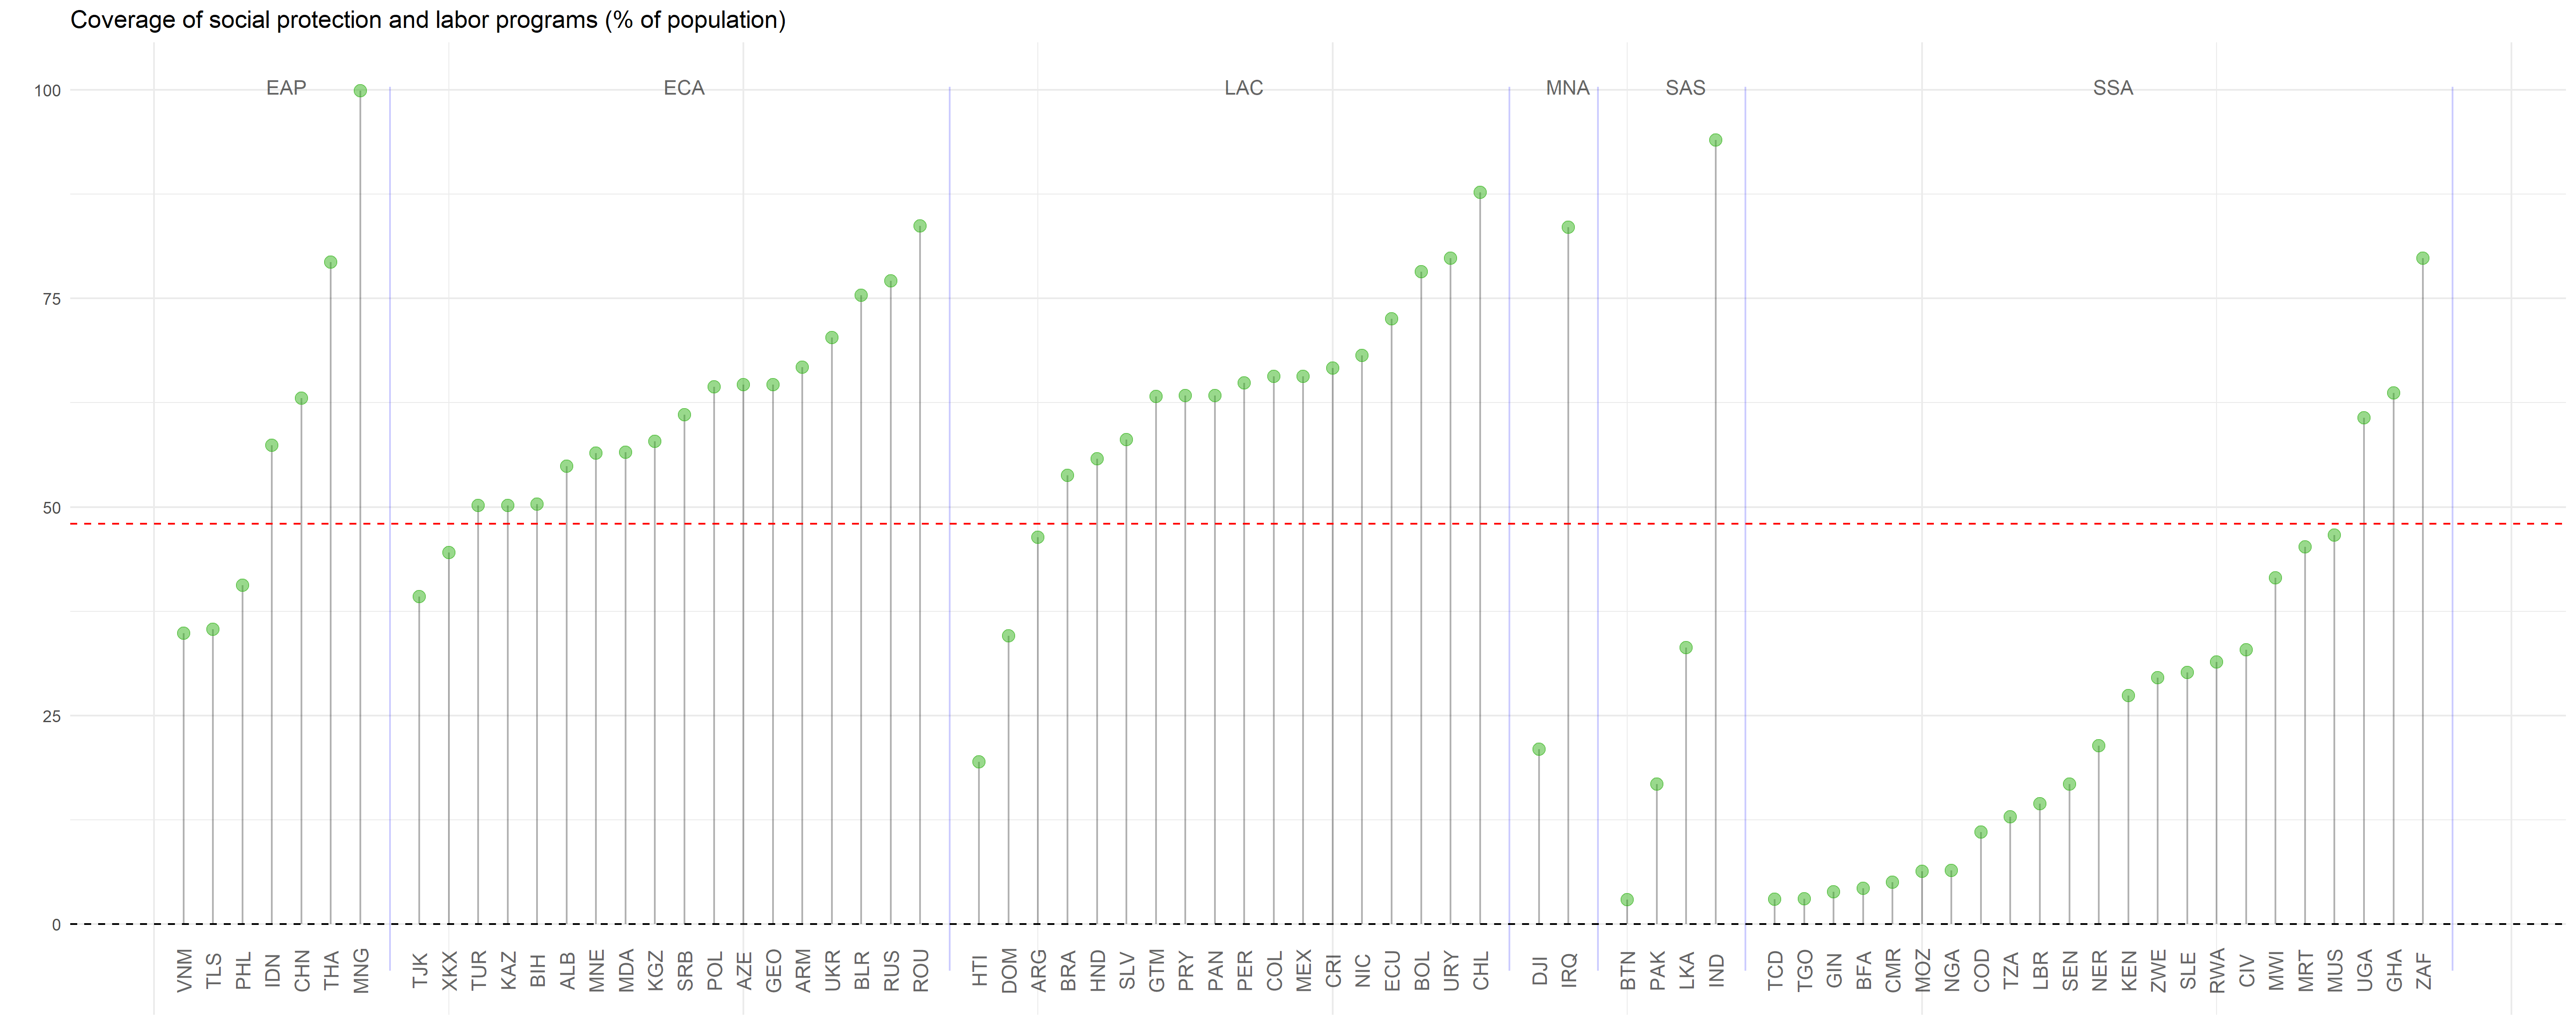 Coverage of social protection and labor programs (% of population)
EAP ECA LAC MNA SAS SSA
100
75
50
25
0
VNM TLS PHL IDN CHN THA MNG TJK XKX TUR KAZ BIH ALB MNE MDA KGZ SRB POL AZE GEO ARM UKR BLR RUS ROU HTI DOM ARG BRA HND SLV GTM PRY PAN PER COL MEX CRI NIC ECU BOL URY CHL DJI IRQ BTN PAK LKA IND TCD TGO GIN BFA CMR MOZ NGA COD TZA LBR SEN NER KEN ZWE SLE RWA CIV MWI MRT MUS UGA GHA ZAF